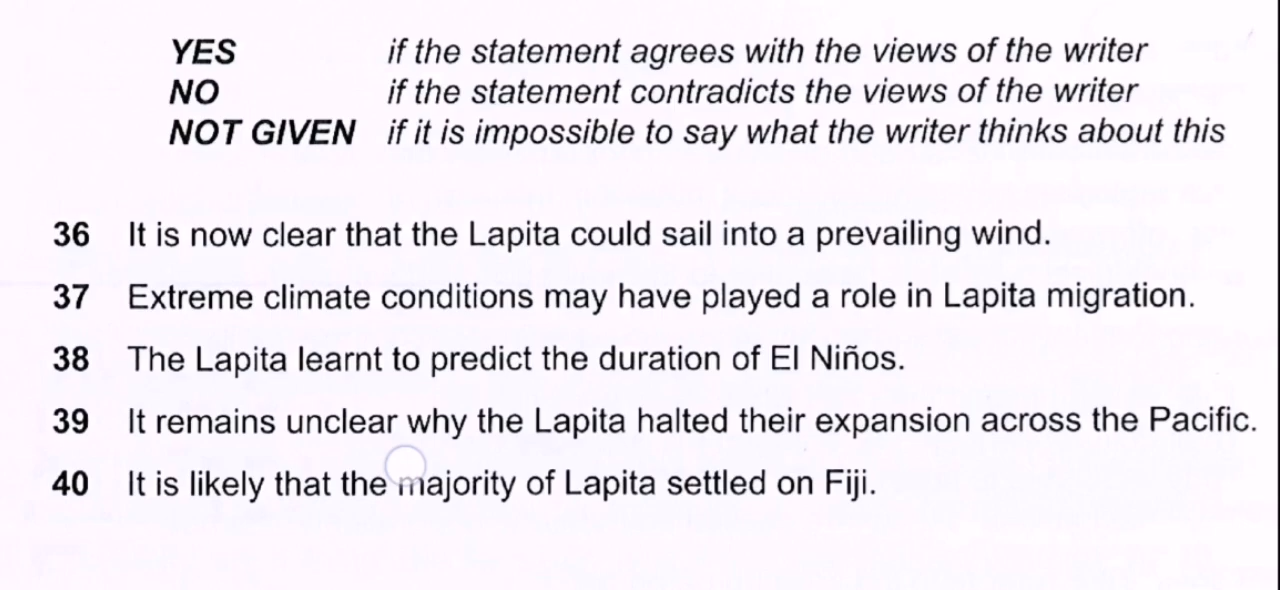 YES if the statement agrees with the views of the writer
NO if the statement contradicts the views of the writer
NOT GIVEN if it is impossible to say what the writer thinks about this
36 It is now clear that the Lapita could sail into a prevailing wind.
37 Extreme climate conditions may have played a role in Lapita migration.
38 The Lapita learnt to predict the duration of El Niños.
39 It remains unclear why the Lapita halted their expansion across the Pacific.
40 It is likely that the majority of Lapita settled on Fiji.